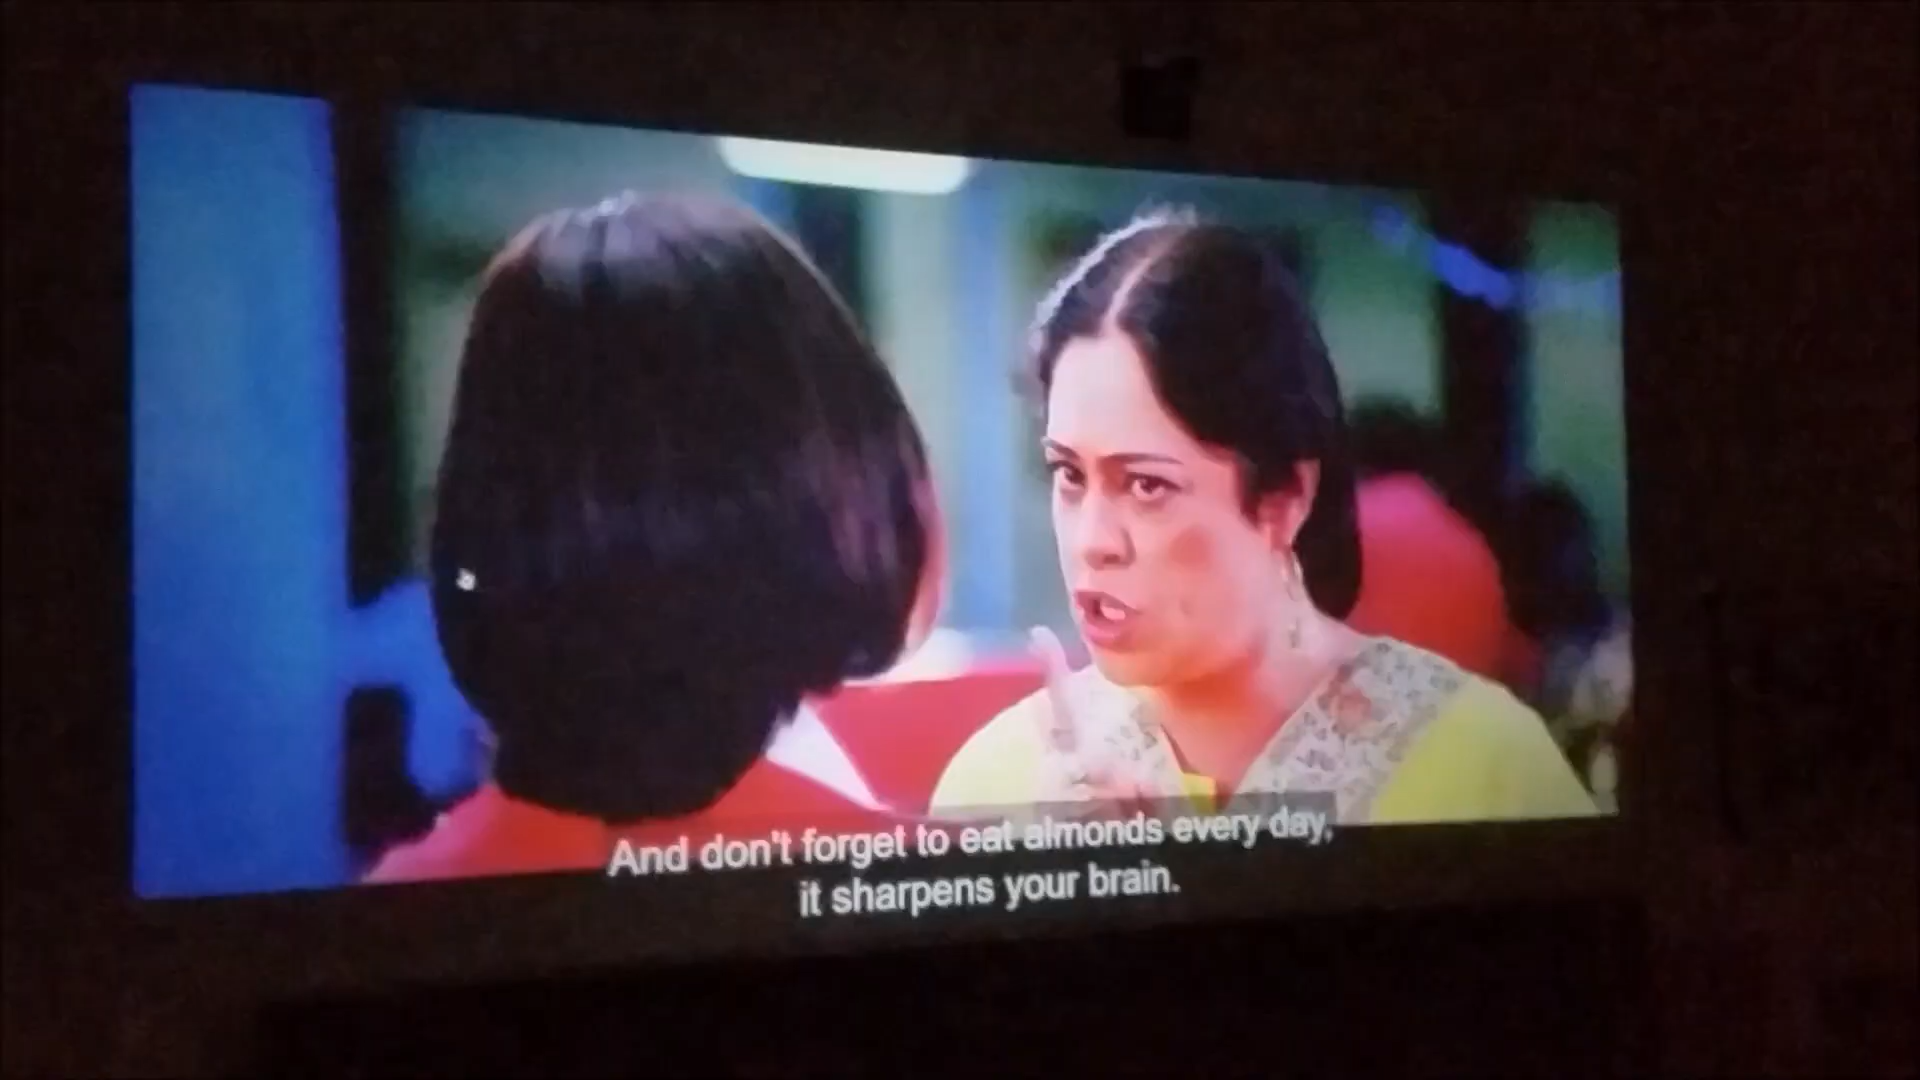 And don't forget to eat almonds every day,
it sharpens your brain.